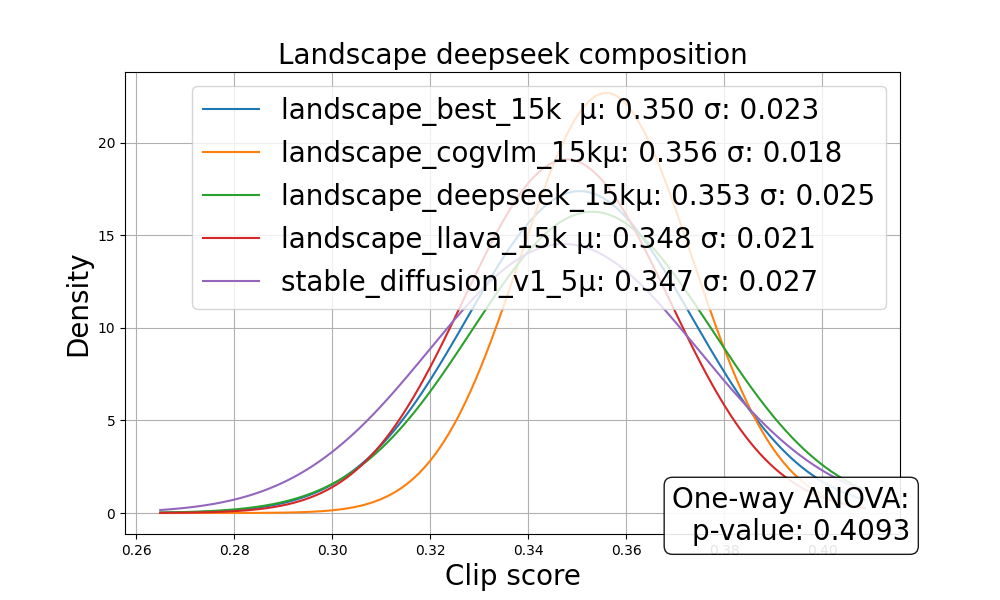 Landscape deepseek composition
landscape_best_15k  μ: 0.350 σ: 0.023
landscape_cogvlm_15kμ: 0.356 σ: 0.018
landscape_deepseek_15kμ: 0.353 σ: 0.025
landscape_llava_15k μ: 0.348 σ: 0.021
stable_diffusion_v1_5μ: 0.347 σ: 0.027
Density
20
15
10
5
0
One-way ANOVA:
p-value: 0.4093
0.26 0.28 0.30 0.32 0.34 0.36 0.38 0.40
Clip score